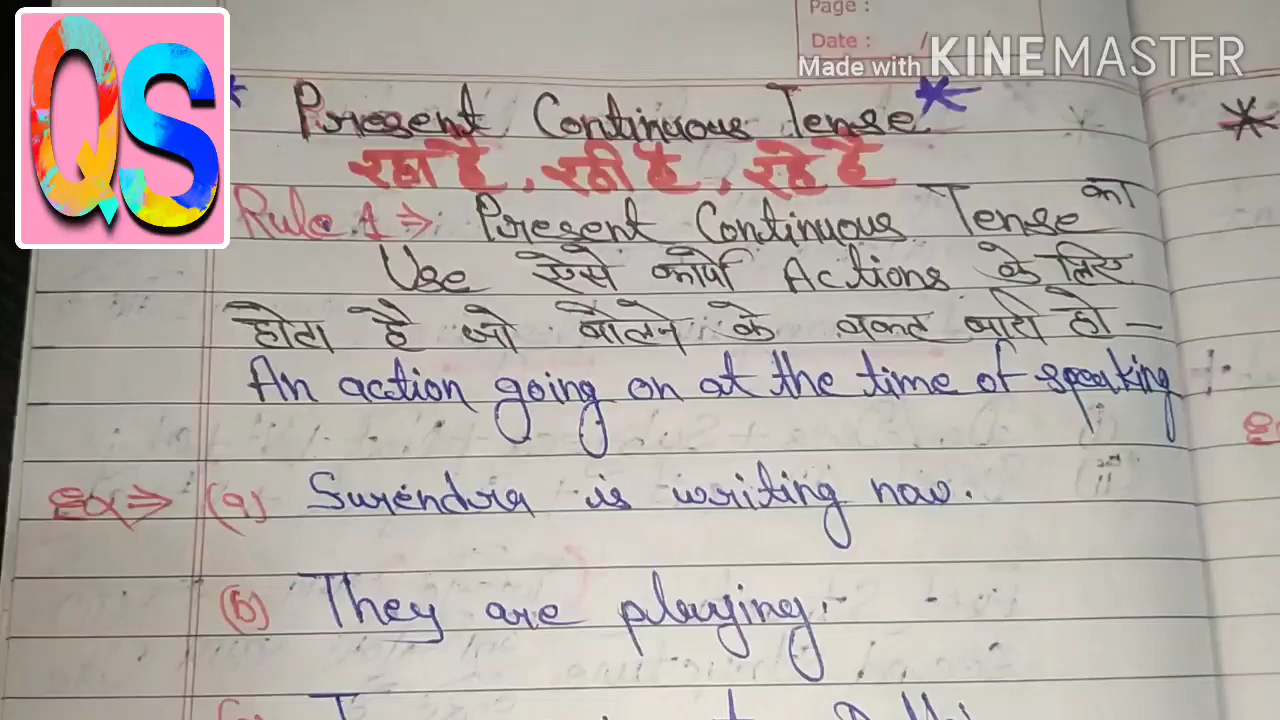 QS
Page :
Date : / /
Made with KINEMASTER
* Present Continuous Tense *
रहा है, रही है, रहे हैं
Rule 1 ⇒ Present Continuous Tense का
Use ऐसे कार्यो Actions के लिए
होता है जो बोलने के वक्त जारी हो –
An action going on at the time of speaking :
Ex ⇒ (a) Surendra is writing now.
(b) They are playing.